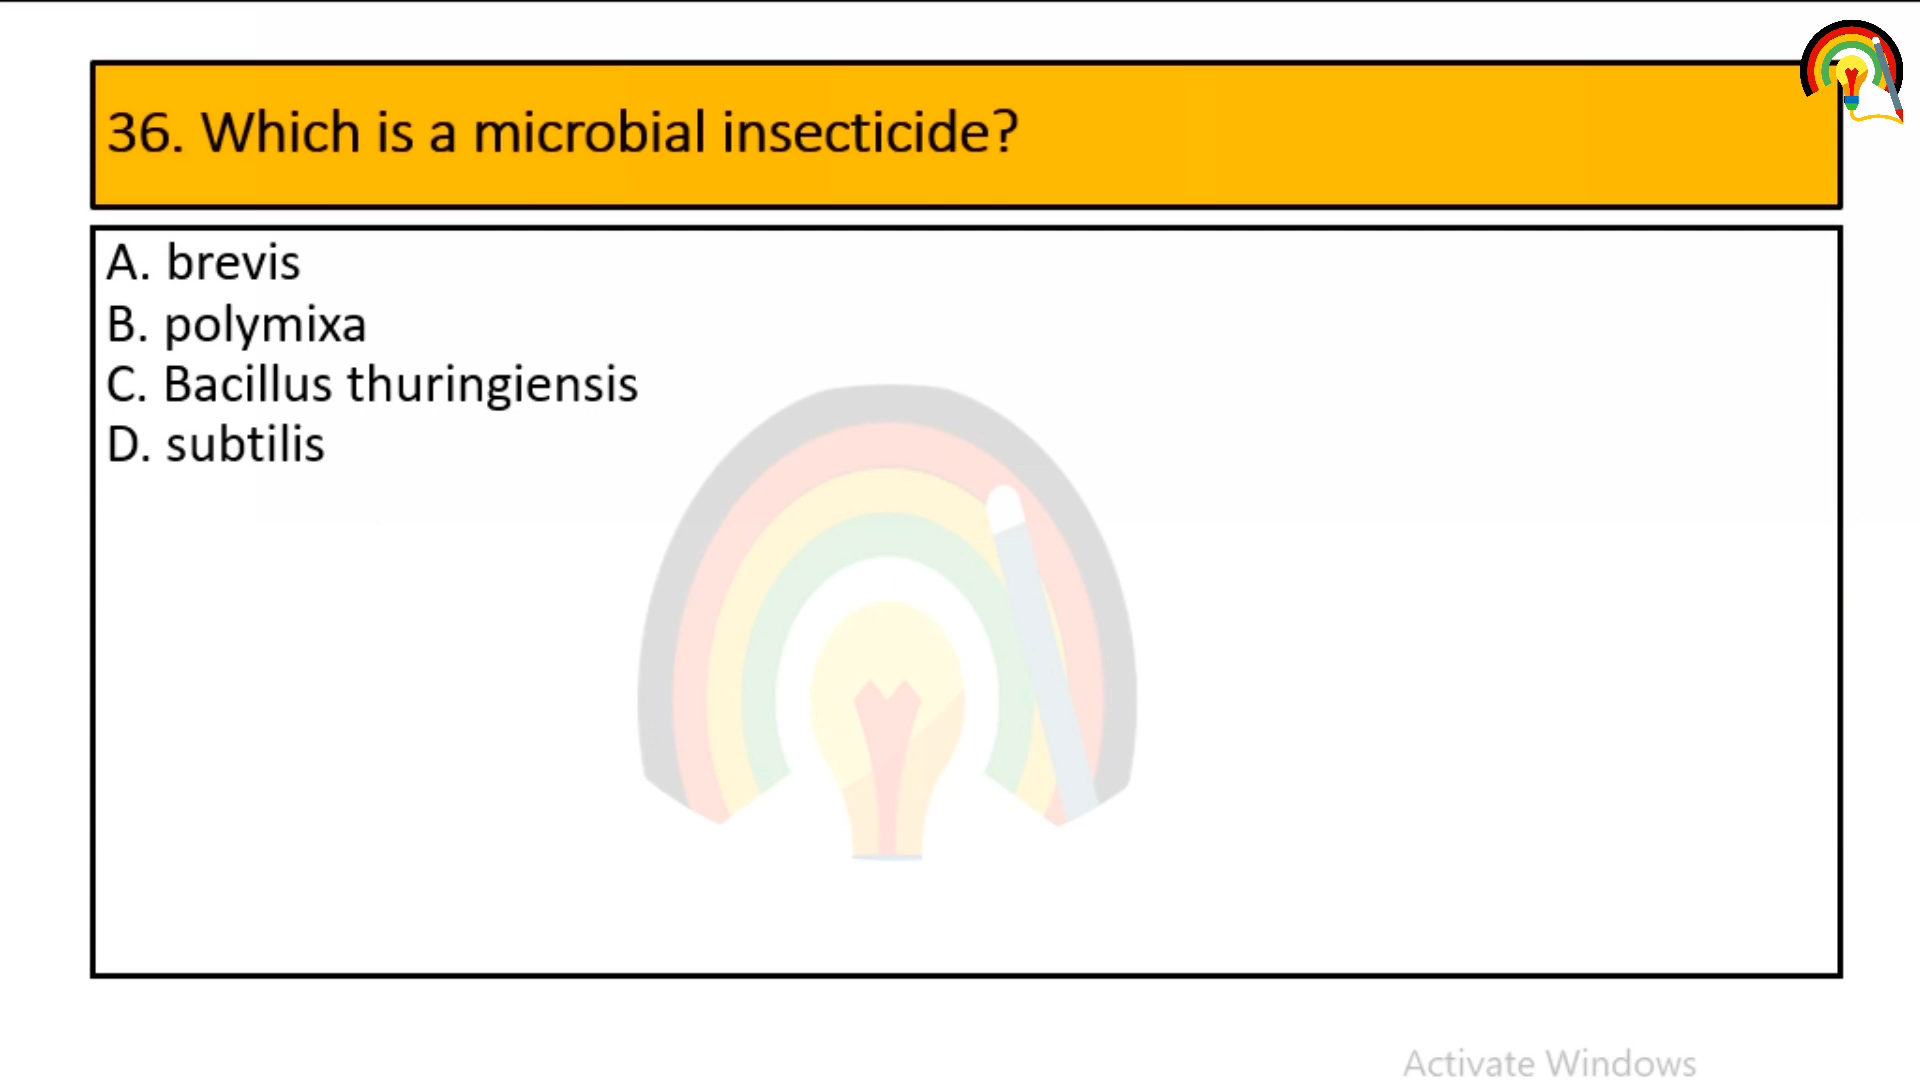 36. Which is a microbial insecticide?
A. brevis
B. polymixa
C. Bacillus thuringiensis
D. subtilis
Activate Windows